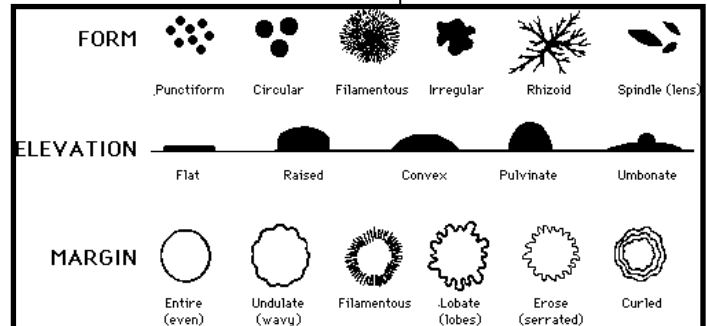 FORM
.Punctiform Circular Filamentous Irregular Rhizoid Spindle (lens)
ELEVATION
Flat Raised Convex Pulvinate Umbonate
MARGIN
Entire Undulate Filamentous .Lobate Erose Curled
(even) (wavy) (lobes) (serrated)